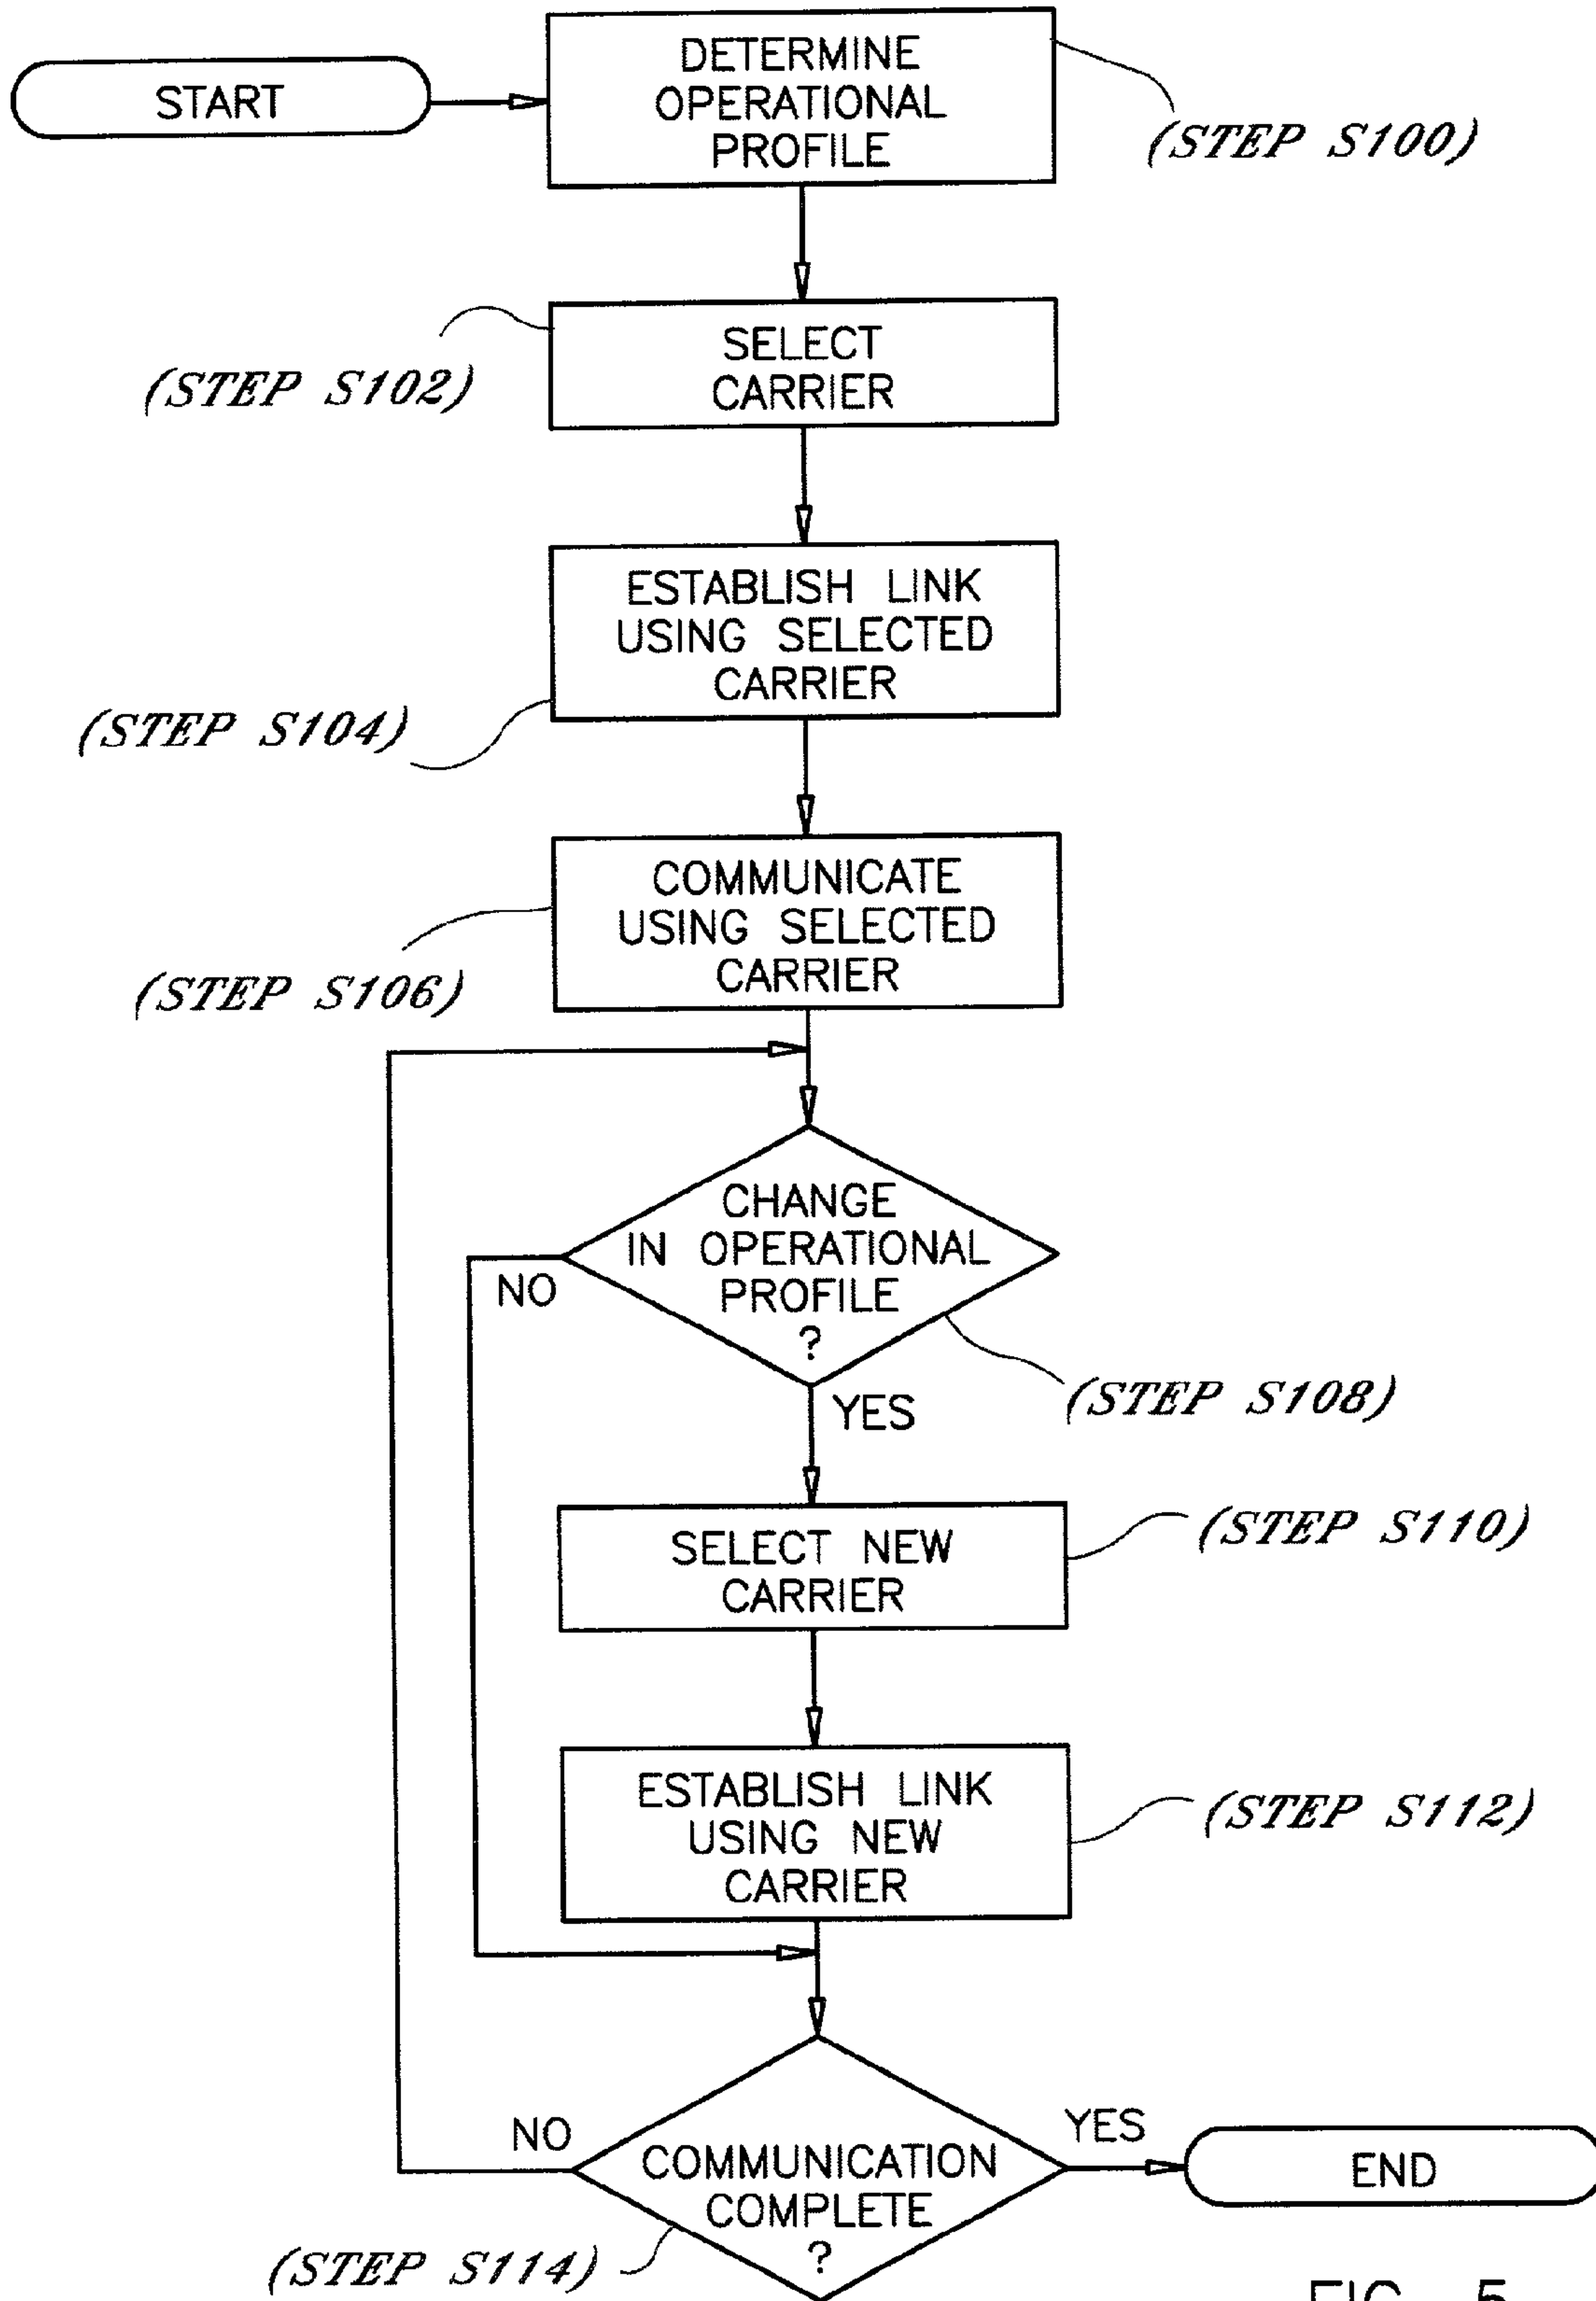 START
DETERMINE
OPERATIONAL
PROFILE
(STEP S100)
SELECT
CARRIER
(STEP S102)
ESTABLISH LINK
USING SELECTED
CARRIER
(STEP S104)
COMMUNICATE
USING SELECTED
CARRIER
(STEP S106)
CHANGE
IN OPERATIONAL
PROFILE
?
NO
(STEP S108)
YES
SELECT NEW
CARRIER
(STEP S110)
ESTABLISH LINK
USING NEW
CARRIER
(STEP S112)
NO
COMMUNICATION
COMPLETE
?
YES
END
(STEP S114)
FIG. 5